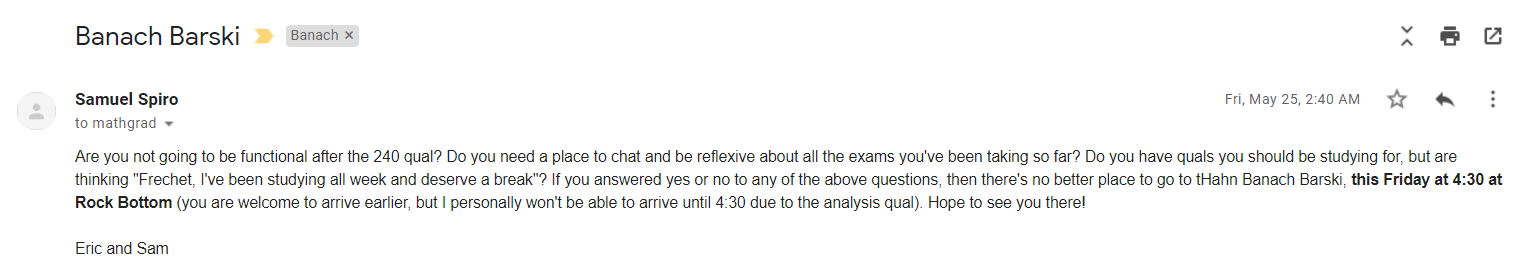 Banach Barski
Banach ×
Samuel Spiro
Fri, May 25, 2:40 AM
to mathgrad
Are you not going to be functional after the 240 qual? Do you need a place to chat and be reflexive about all the exams you've been taking so far? Do you have quals you should be studying for, but are
thinking "Frechet, I've been studying all week and deserve a break"? If you answered yes or no to any of the above questions, then there's no better place to go to tHahn Banach Barski, this Friday at 4:30 at
Rock Bottom (you are welcome to arrive earlier, but I personally won't be able to arrive until 4:30 due to the analysis qual). Hope to see you there!
Eric and Sam